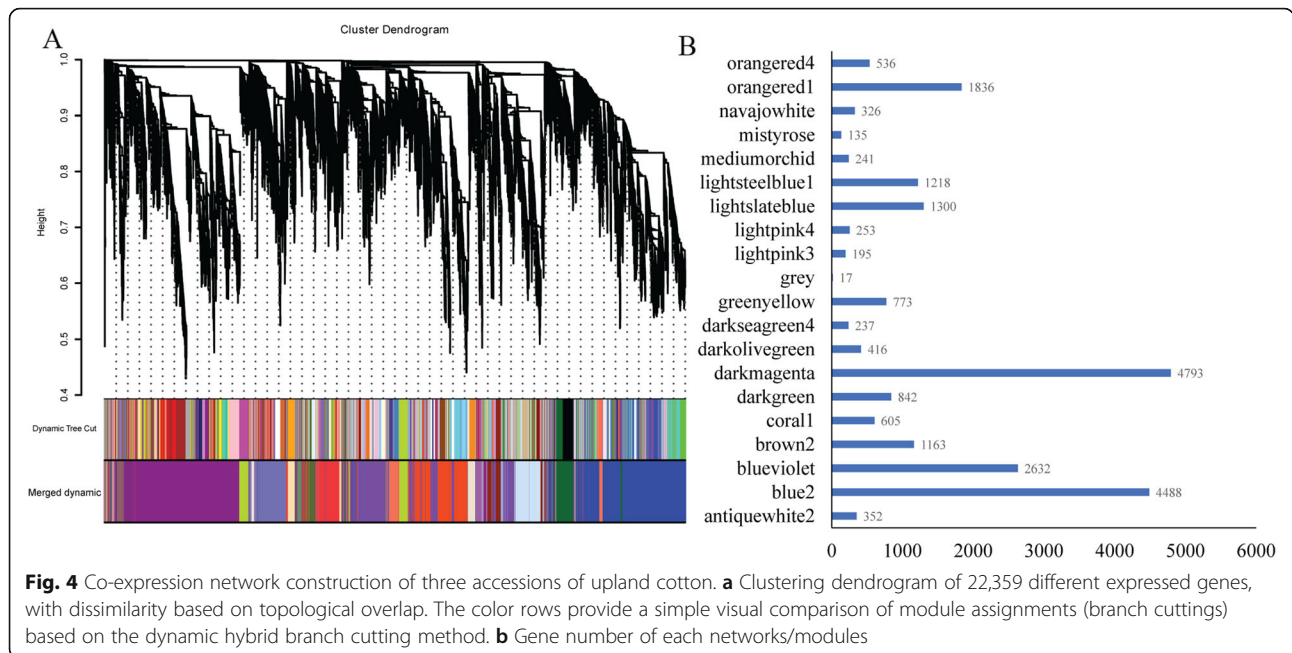 A
Cluster Dendrogram
Height
1.0
0.9
0.8
0.7
0.6
0.5
0.4
Dynamic Tree Cut
Merged dynamic
B
orangered4 536
orangered1 1836
navajowhite 326
mistyrose 135
mediumorchid 241
lightsteelblue1 1218
lightslateblue 1300
lightpink4 253
lightpink3 195
grey 17
greenyellow 773
darkseagreen4 237
darkolivegreen 416
darkmagenta 4793
darkgreen 842
coral1 605
brown2 1163
blueviolet 2632
blue2 4488
antiquewhite2 352
0 1000 2000 3000 4000 5000 6000
Fig. 4 Co-expression network construction of three accessions of upland cotton. a Clustering dendrogram of 22,359 different expressed genes,
with dissimilarity based on topological overlap. The color rows provide a simple visual comparison of module assignments (branch cuttings)
based on the dynamic hybrid branch cutting method. b Gene number of each networks/modules